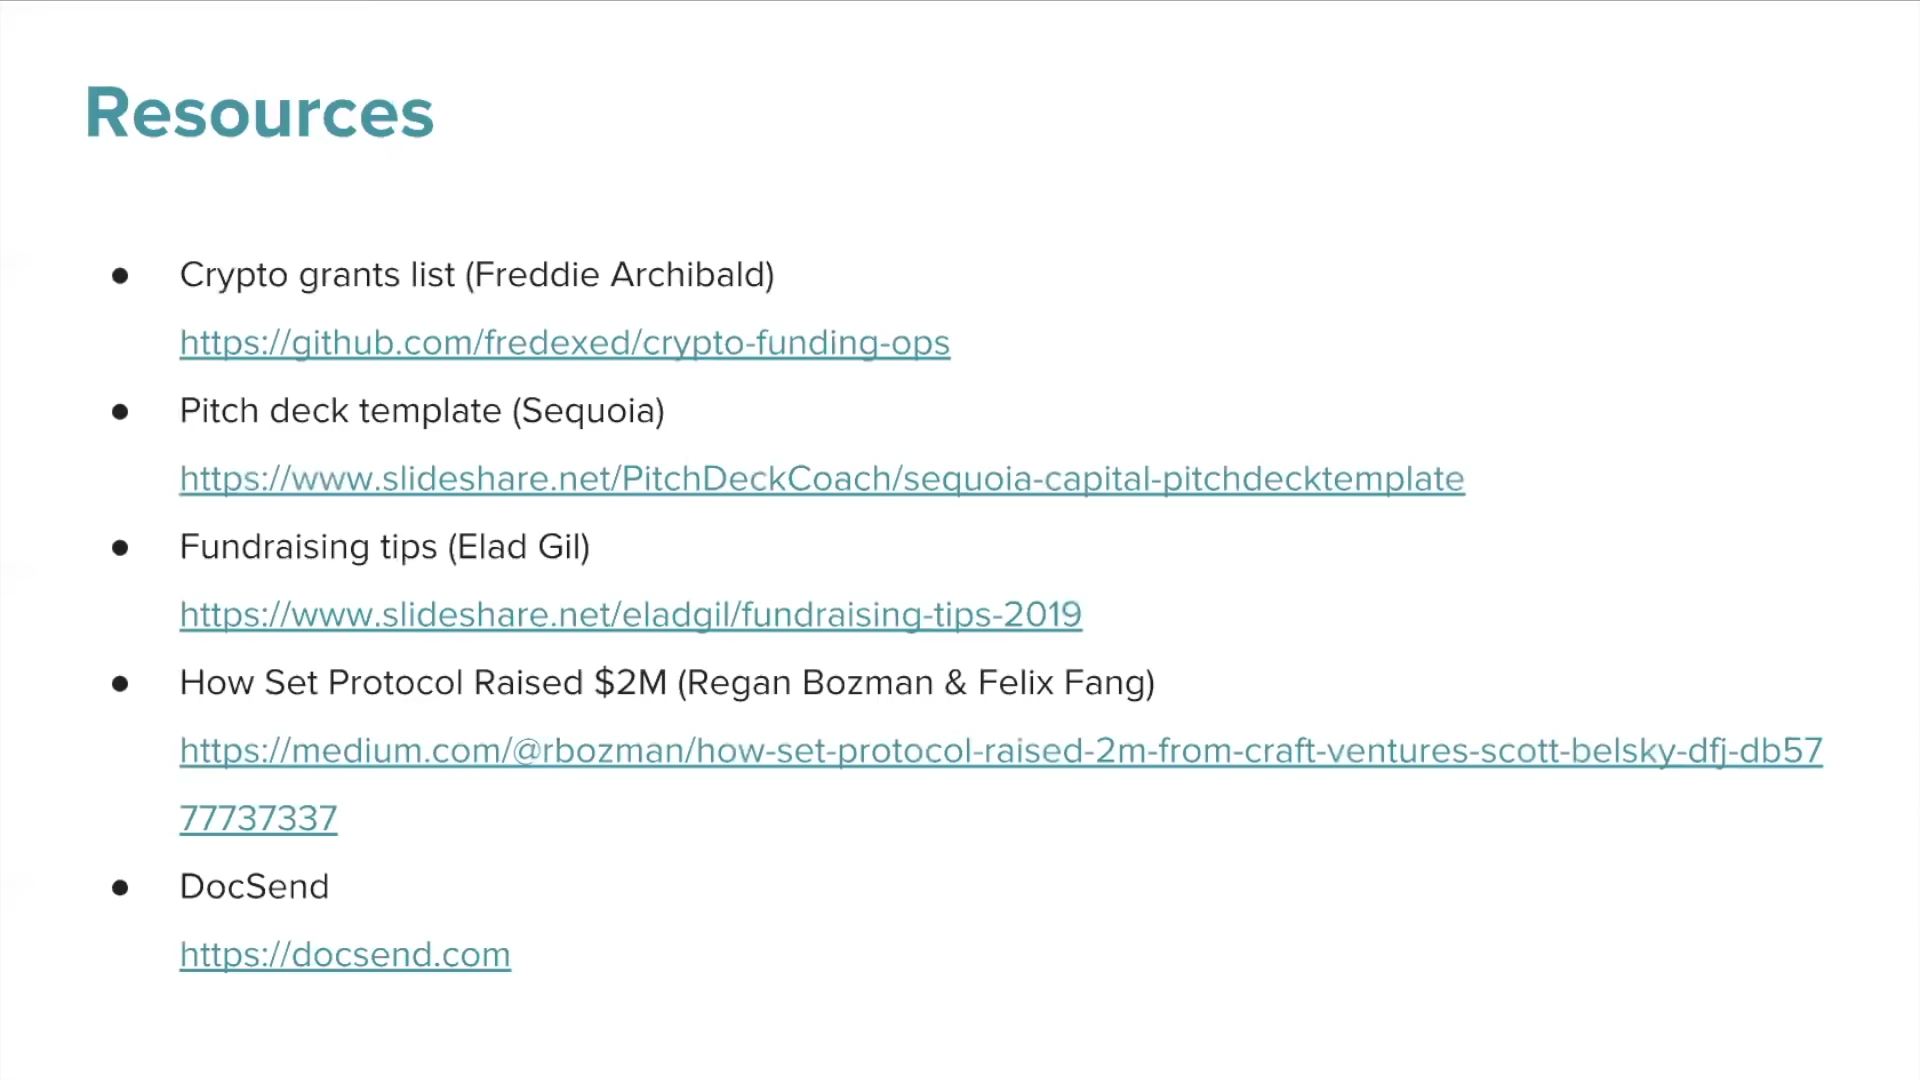 Resources
● Crypto grants list (Freddie Archibald)
https://github.com/fredexed/crypto-funding-ops
● Pitch deck template (Sequoia)
https://www.slideshare.net/PitchDeckCoach/sequoia-capital-pitchdecktemplate
● Fundraising tips (Elad Gil)
https://www.slideshare.net/eladgil/fundraising-tips-2019
● How Set Protocol Raised $2M (Regan Bozman & Felix Fang)
https://medium.com/@rbozman/how-set-protocol-raised-2m-from-craft-ventures-scott-belsky-dfj-db57
77737337
● DocSend
https://docsend.com